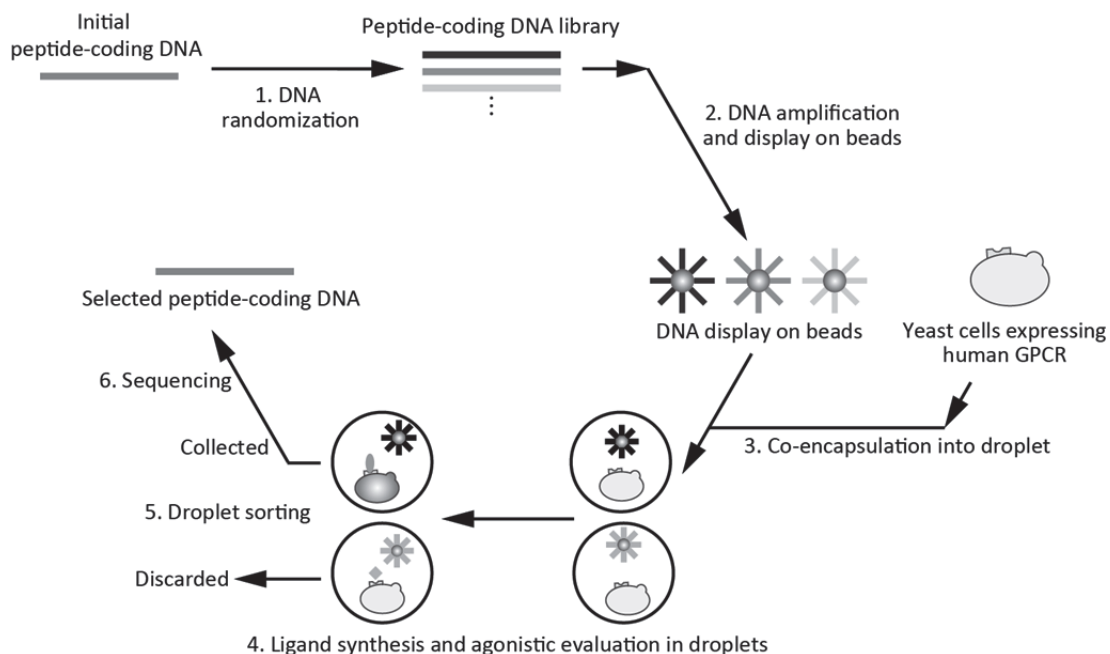 Initial
peptide-coding DNA
1. DNA
randomization
Peptide-coding DNA library
2. DNA amplification
and display on beads
DNA display on beads
Yeast cells expressing
human GPCR
3. Co-encapsulation into droplet
4. Ligand synthesis and agonistic evaluation in droplets
5. Droplet sorting
Collected
Discarded
6. Sequencing
Selected peptide-coding DNA